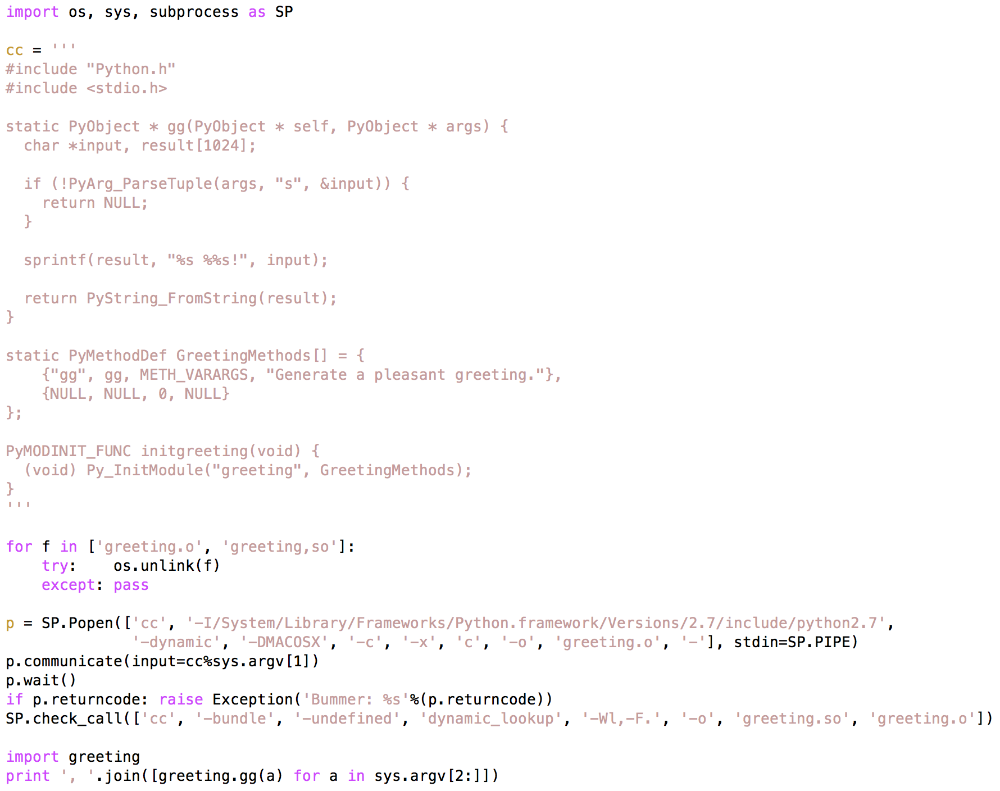 import os, sys, subprocess as SP

cc = '''
#include "Python.h"
#include <stdio.h>

static PyObject * gg(PyObject * self, PyObject * args) {
  char *input, result[1024];

  if (!PyArg_ParseTuple(args, "s", &input)) {
    return NULL;
  }

  sprintf(result, "%s %%s!", input);

  return PyString_FromString(result);
}

static PyMethodDef GreetingMethods[] = {
    {"gg", gg, METH_VARARGS, "Generate a pleasant greeting."},
    {NULL, NULL, 0, NULL}
};

PyMODINIT_FUNC initgreeting(void) {
  (void) Py_InitModule("greeting", GreetingMethods);
}
'''

for f in ['greeting.o', 'greeting,so']:
    try:    os.unlink(f)
    except: pass

p = SP.Popen(['cc', '-I/System/Library/Frameworks/Python.framework/Versions/2.7/include/python2.7',
              '-dynamic', '-DMACOSX', '-c', '-x', 'c', '-o', 'greeting.o', '-'], stdin=SP.PIPE)
p.communicate(input=cc%sys.argv[1])
p.wait()
if p.returncode: raise Exception('Bummer: %s'%(p.returncode))
SP.check_call(['cc', '-bundle', '-undefined', 'dynamic_lookup', '-Wl,-F.', '-o', 'greeting.so', 'greeting.o'])

import greeting
print ', '.join([greeting.gg(a) for a in sys.argv[2:]])